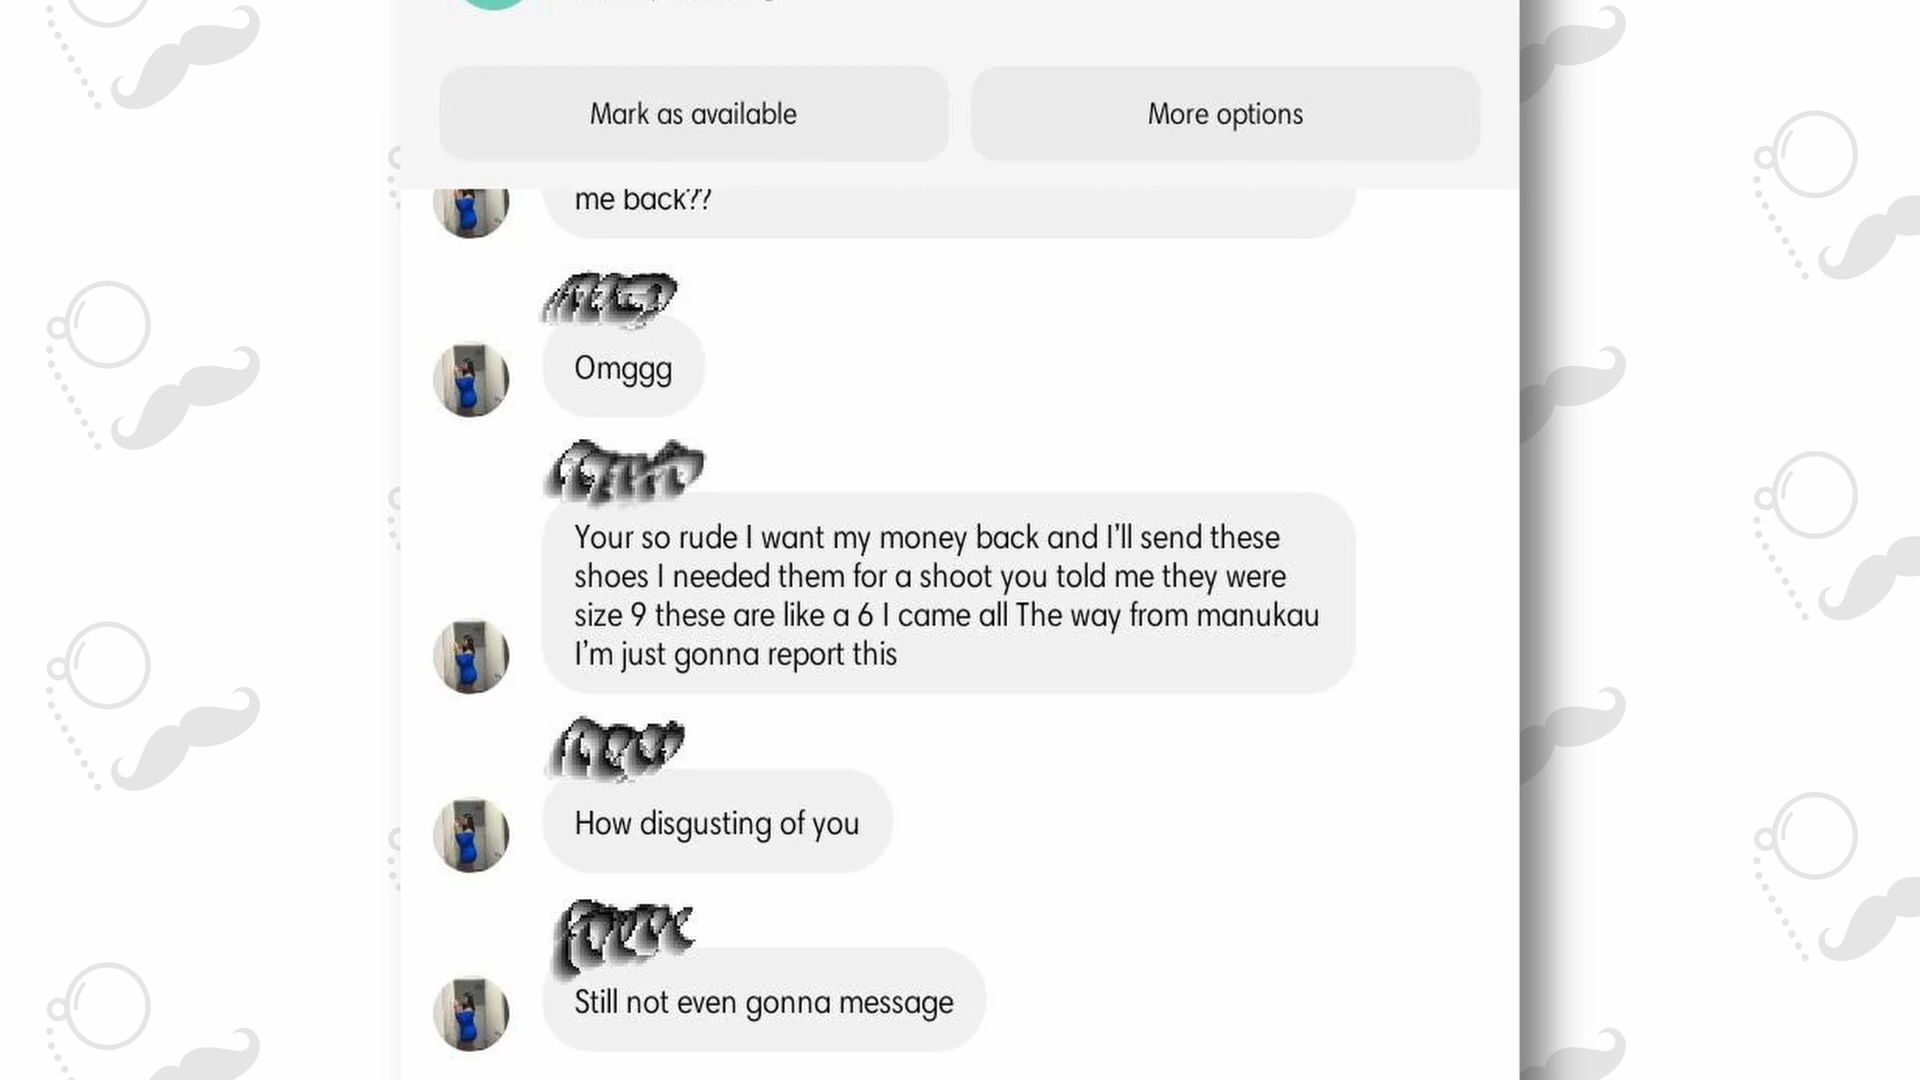 Mark as available
More options
me back??
Omggg
Your so rude I want my money back and I'll send these
shoes I needed them for a shoot you told me they were
size 9 these are like a 6 I came all The way from manukau
I'm just gonna report this
How disgusting of you
Still not even gonna message